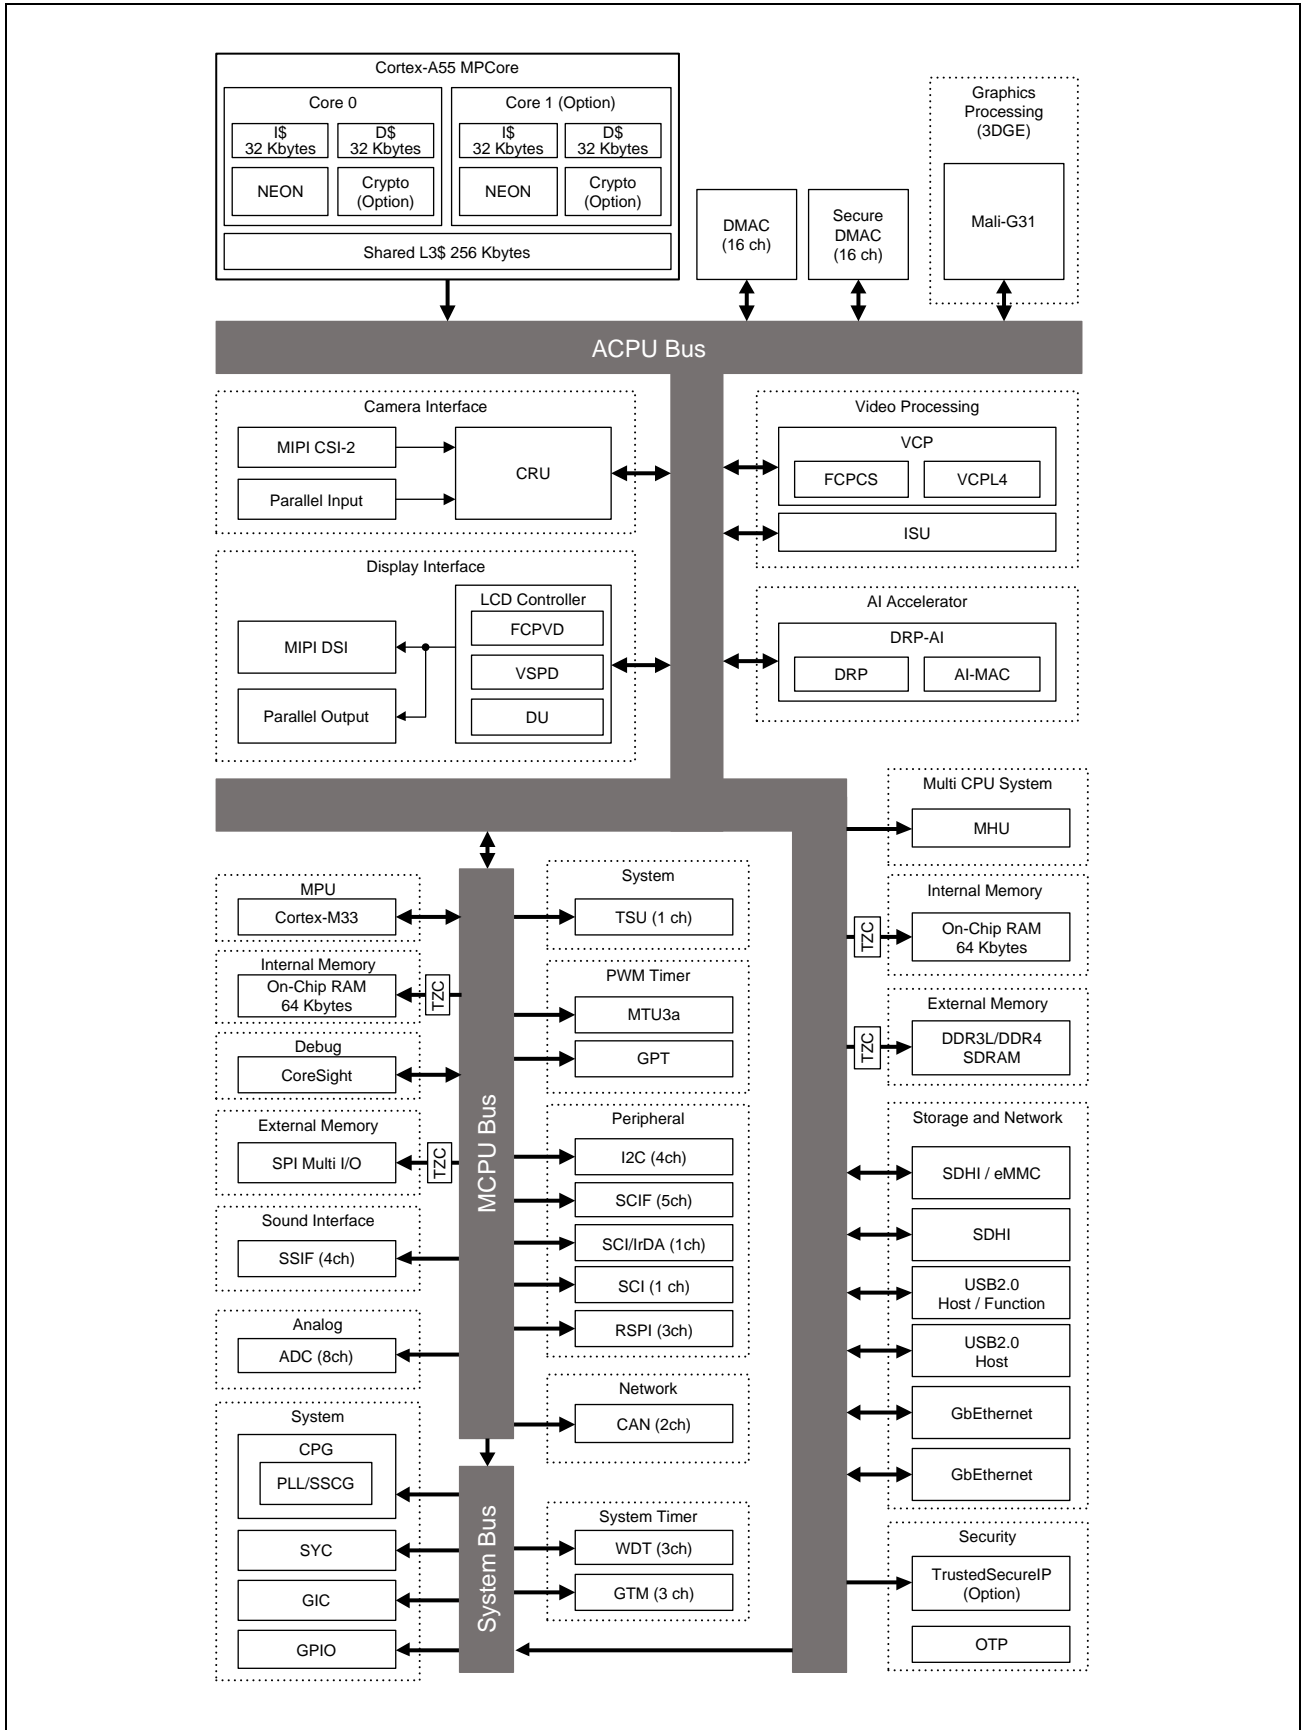 Cortex-A55 MPCore
Core 0
I$
32 Kbytes
D$
32 Kbytes
NEON
Crypto
(Option)
Core 1 (Option)
I$
32 Kbytes
D$
32 Kbytes
NEON
Crypto
(Option)
Shared L3$ 256 Kbytes
DMAC
(16 ch)
Secure
DMAC
(16 ch)
Graphics
Processing
(3DGE)
Mali-G31
ACPU Bus
Camera Interface
MIPI CSI-2
Parallel Input
CRU
Video Processing
VCP
FCPCS
VCPL4
ISU
Display Interface
LCD Controller
FCPVD
VSPD
DU
MIPI DSI
Parallel Output
AI Accelerator
DRP-AI
DRP
AI-MAC
Multi CPU System
MHU
Internal Memory
TZC
On-Chip RAM
64 Kbytes
External Memory
TZC
DDR3L/DDR4
SDRAM
Storage and Network
SDHI / eMMC
SDHI
USB2.0
Host / Function
USB2.0
Host
GbEthernet
GbEthernet
Security
TrustedSecureIP
(Option)
OTP
MPU
Cortex-M33
Internal Memory
On-Chip RAM
64 Kbytes
TZC
Debug
CoreSight
External Memory
SPI Multi I/O
TZC
Sound Interface
SSIF (4ch)
Analog
ADC (8ch)
System
CPG
PLL/SSCG
SYC
GIC
GPIO
MCPU Bus
System Bus
System
TSU (1 ch)
PWM Timer
MTU3a
GPT
Peripheral
I2C (4ch)
SCIF (5ch)
SCI/IrDA (1ch)
SCI (1 ch)
RSPI (3ch)
Network
CAN (2ch)
System Timer
WDT (3ch)
GTM (3 ch)